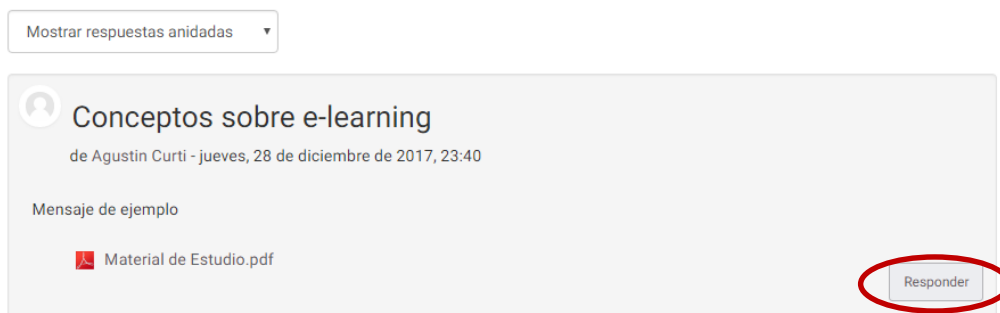 Mostrar respuestas anidadas
Conceptos sobre e-learning
de Agustin Curti - jueves, 28 de diciembre de 2017, 23:40
Mensaje de ejemplo
Material de Estudio.pdf
Responder